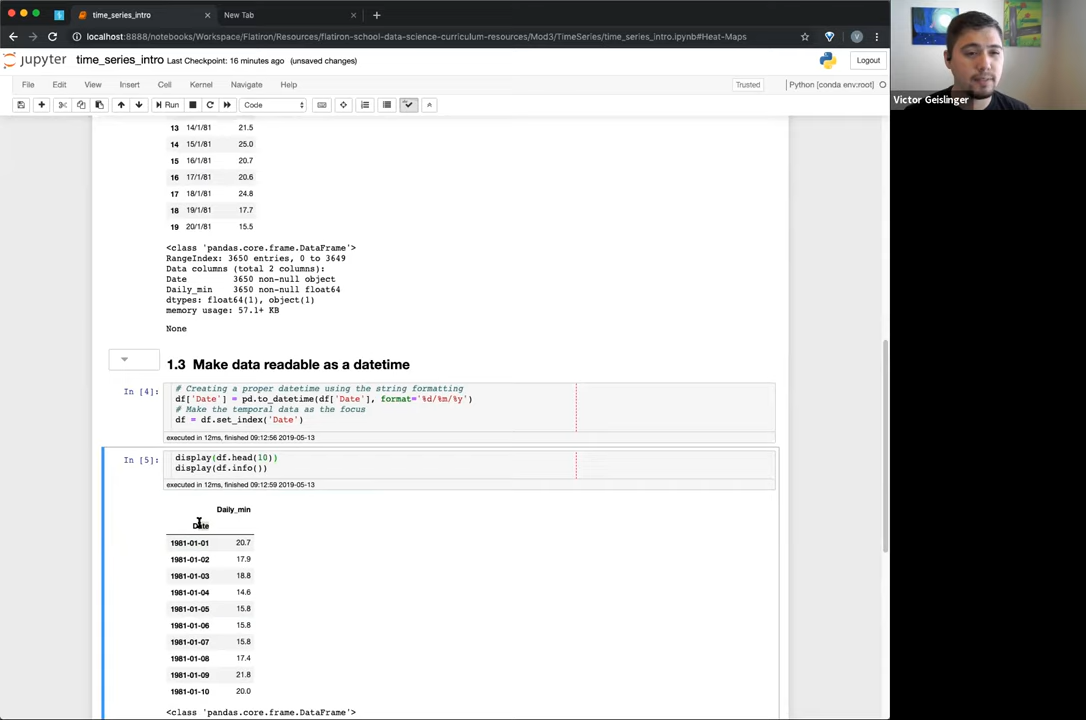 time_series_intro
New Tab
localhost:8888/notebooks/Workspace/Flatiron/Resources/flatiron-school-data-science-curriculum-resources/Mod3/TimeSeries/time_series_intro.ipynb#Heat-Maps
V
jupyter time_series_intro Last Checkpoint: 16 minutes ago (unsaved changes) Logout
File Edit View Insert Cell Kernel Navigate Help Trusted Python [conda env:root]
Run Code
Victor Geislinger
13 14/1/81 21.5
14 15/1/81 25.0
15 16/1/81 20.7
16 17/1/81 20.6
17 18/1/81 24.8
18 19/1/81 17.7
19 20/1/81 15.5
<class 'pandas.core.frame.DataFrame'>
RangeIndex: 3650 entries, 0 to 3649
Data columns (total 2 columns):
Date 3650 non-null object
Daily_min 3650 non-null float64
dtypes: float64(1), object(1)
memory usage: 57.1+ KB
None
1.3 Make data readable as a datetime
In [4]: # Creating a proper datetime using the string formatting
df['Date'] = pd.to_datetime(df['Date'], format='%d/%m/%y')
# Make the temporal data as the focus
df = df.set_index('Date')
executed in 12ms, finished 09:12:56 2019-05-13
In [5]: display(df.head(10))
display(df.info())
executed in 12ms, finished 09:12:59 2019-05-13
Daily_min
Date
1981-01-01 20.7
1981-01-02 17.9
1981-01-03 18.8
1981-01-04 14.6
1981-01-05 15.8
1981-01-06 15.8
1981-01-07 15.8
1981-01-08 17.4
1981-01-09 21.8
1981-01-10 20.0
<class 'pandas.core.frame.DataFrame'>